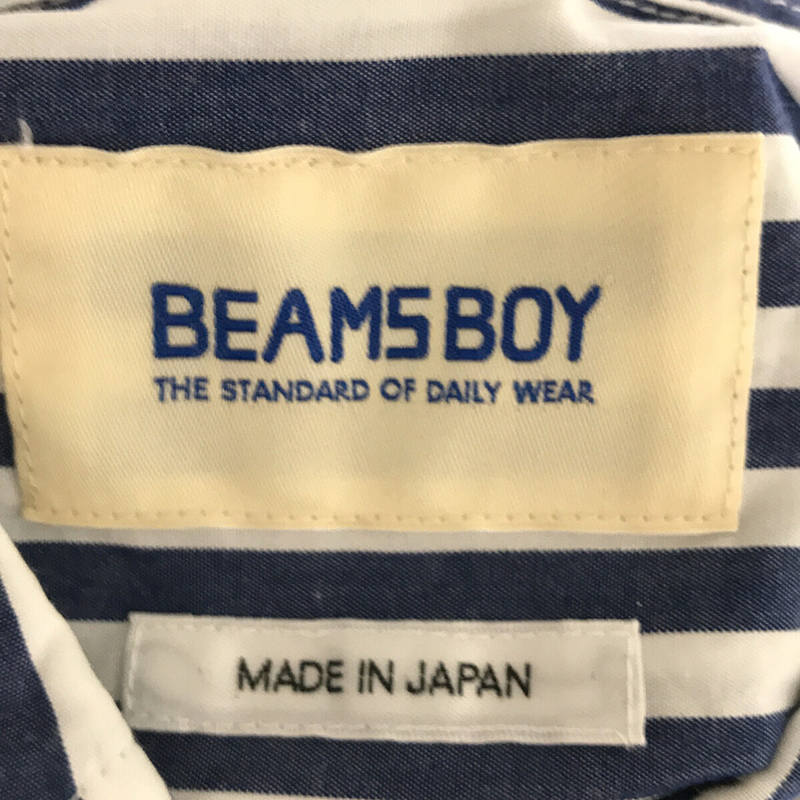 BEAMS BOY
THE STANDARD OF DAILY WEAR
MADE IN JAPAN